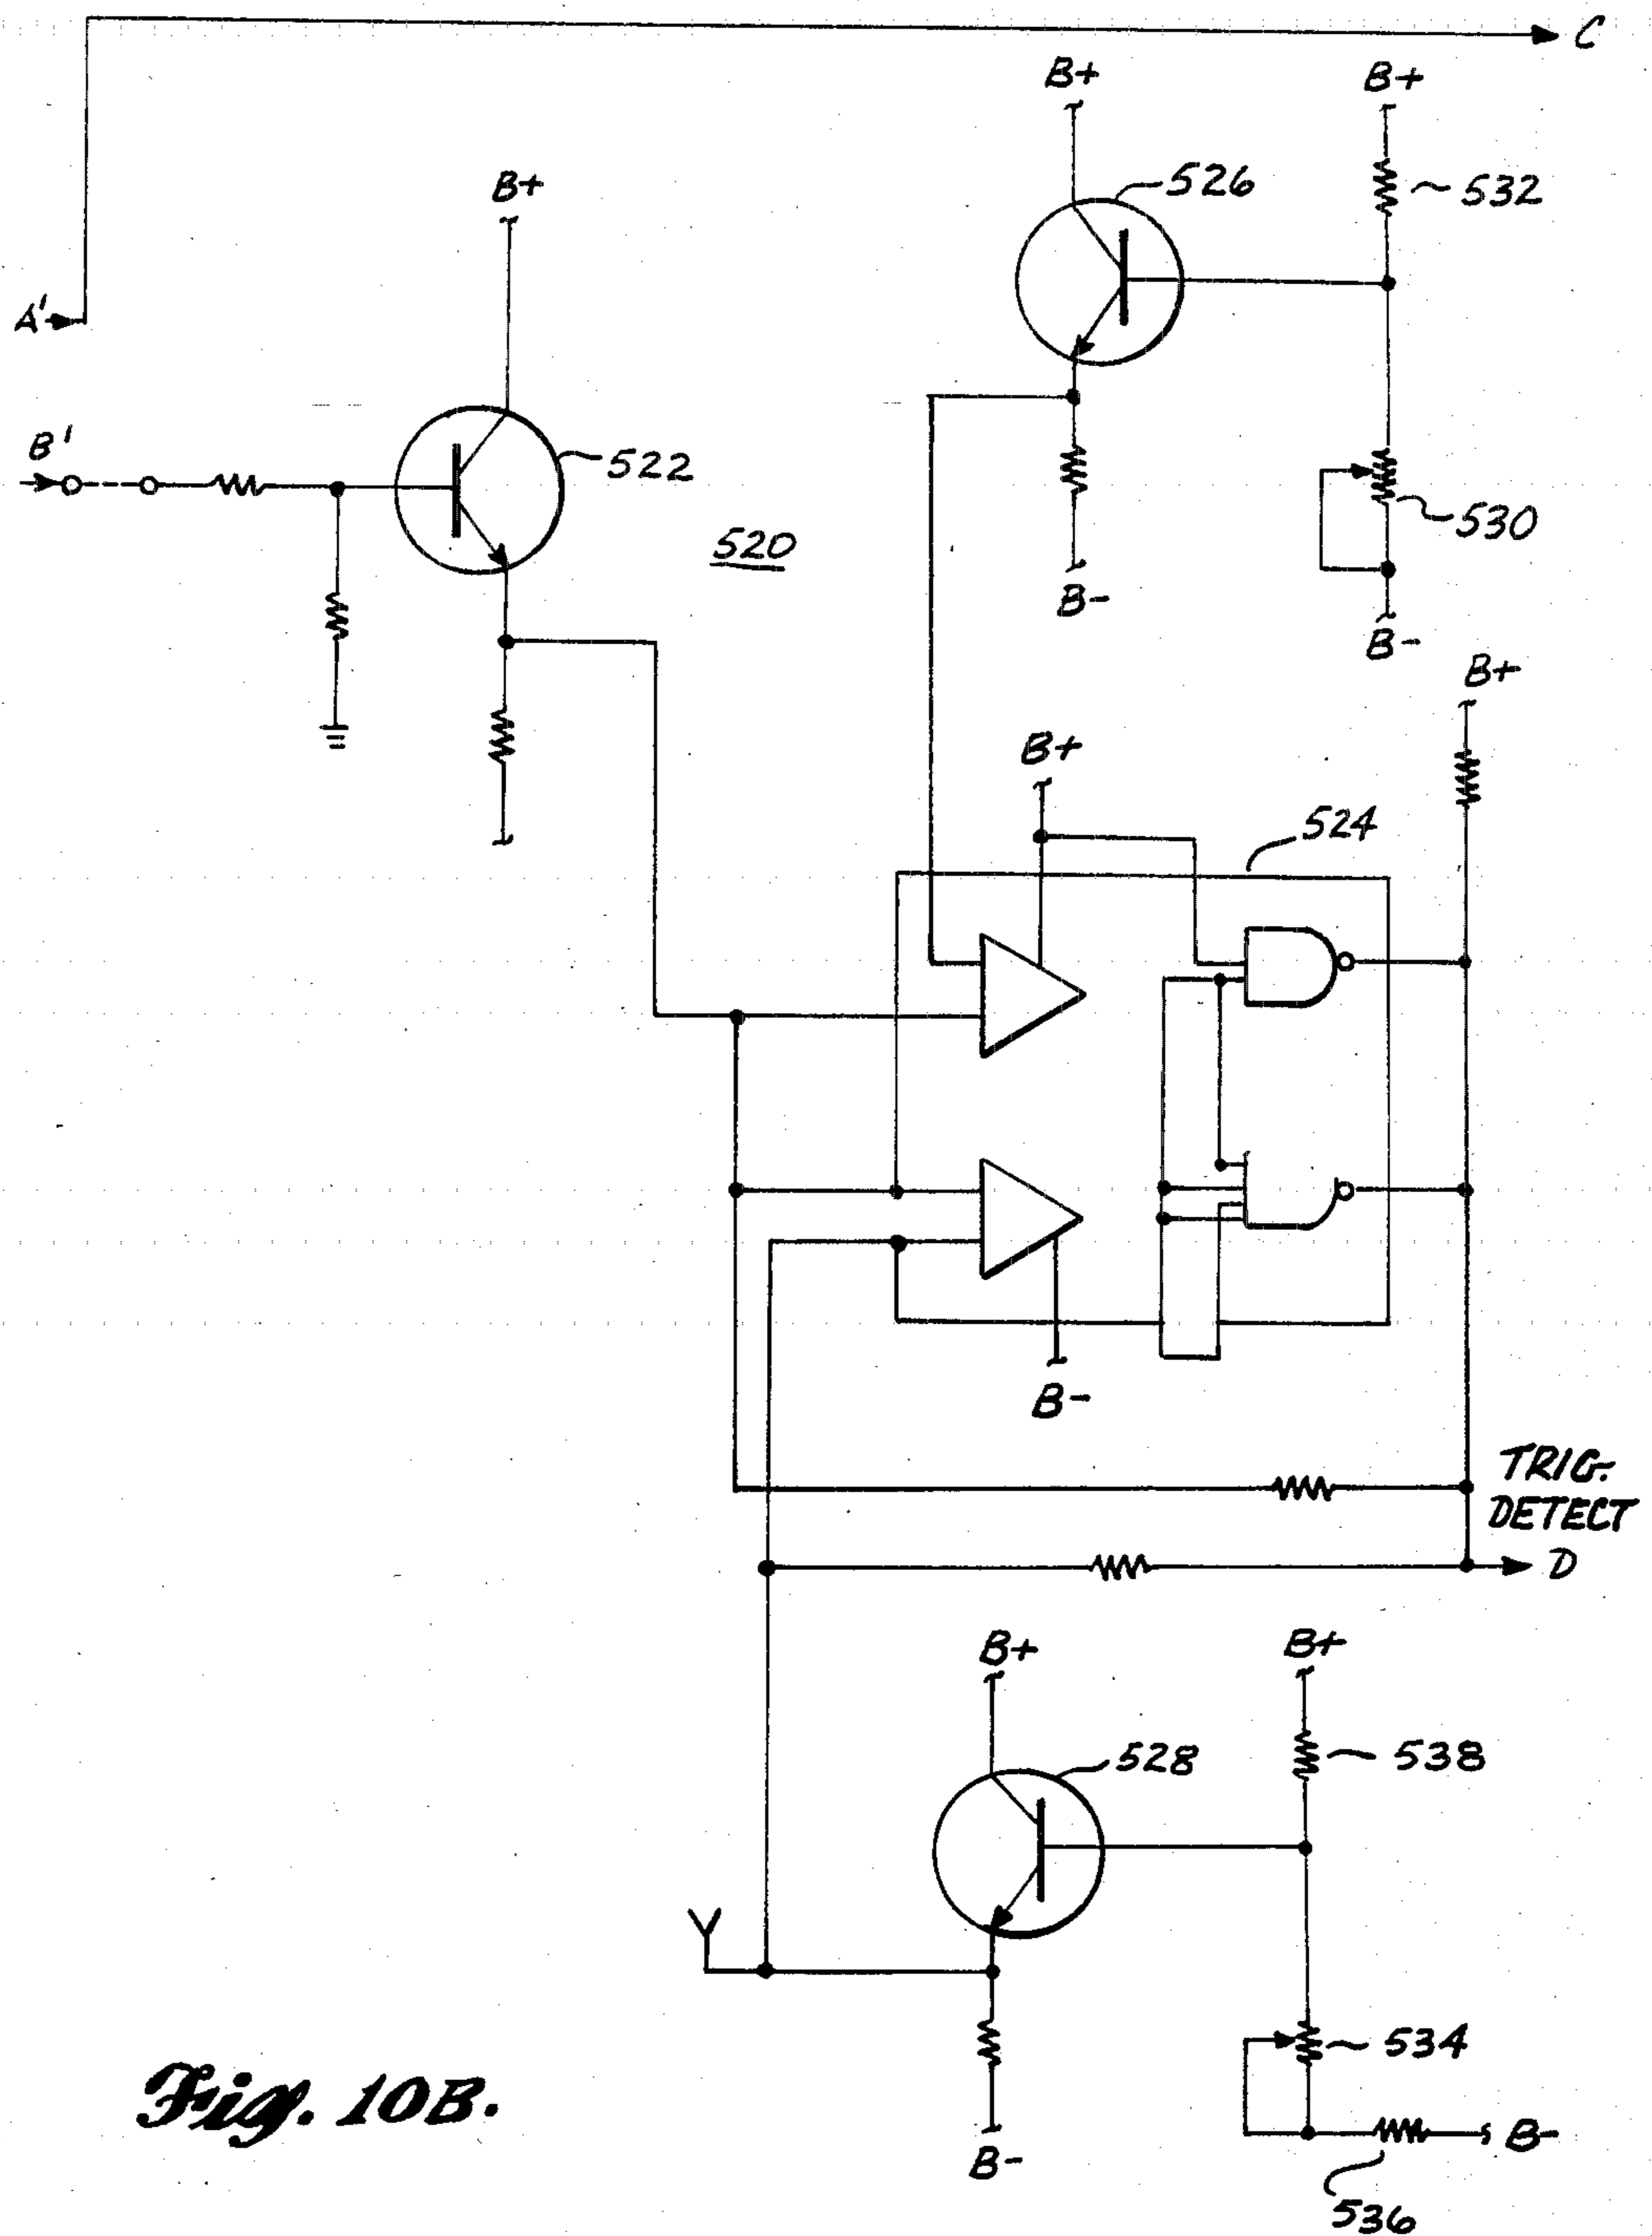 C
B+
B+
526
532
B+
A'
B'
522
520
530
B-
B-
B+
B+
524
B-
TRIG.
DETECT
D
B+
B+
528
538
534
B-
B-
536
Fig. 10B.